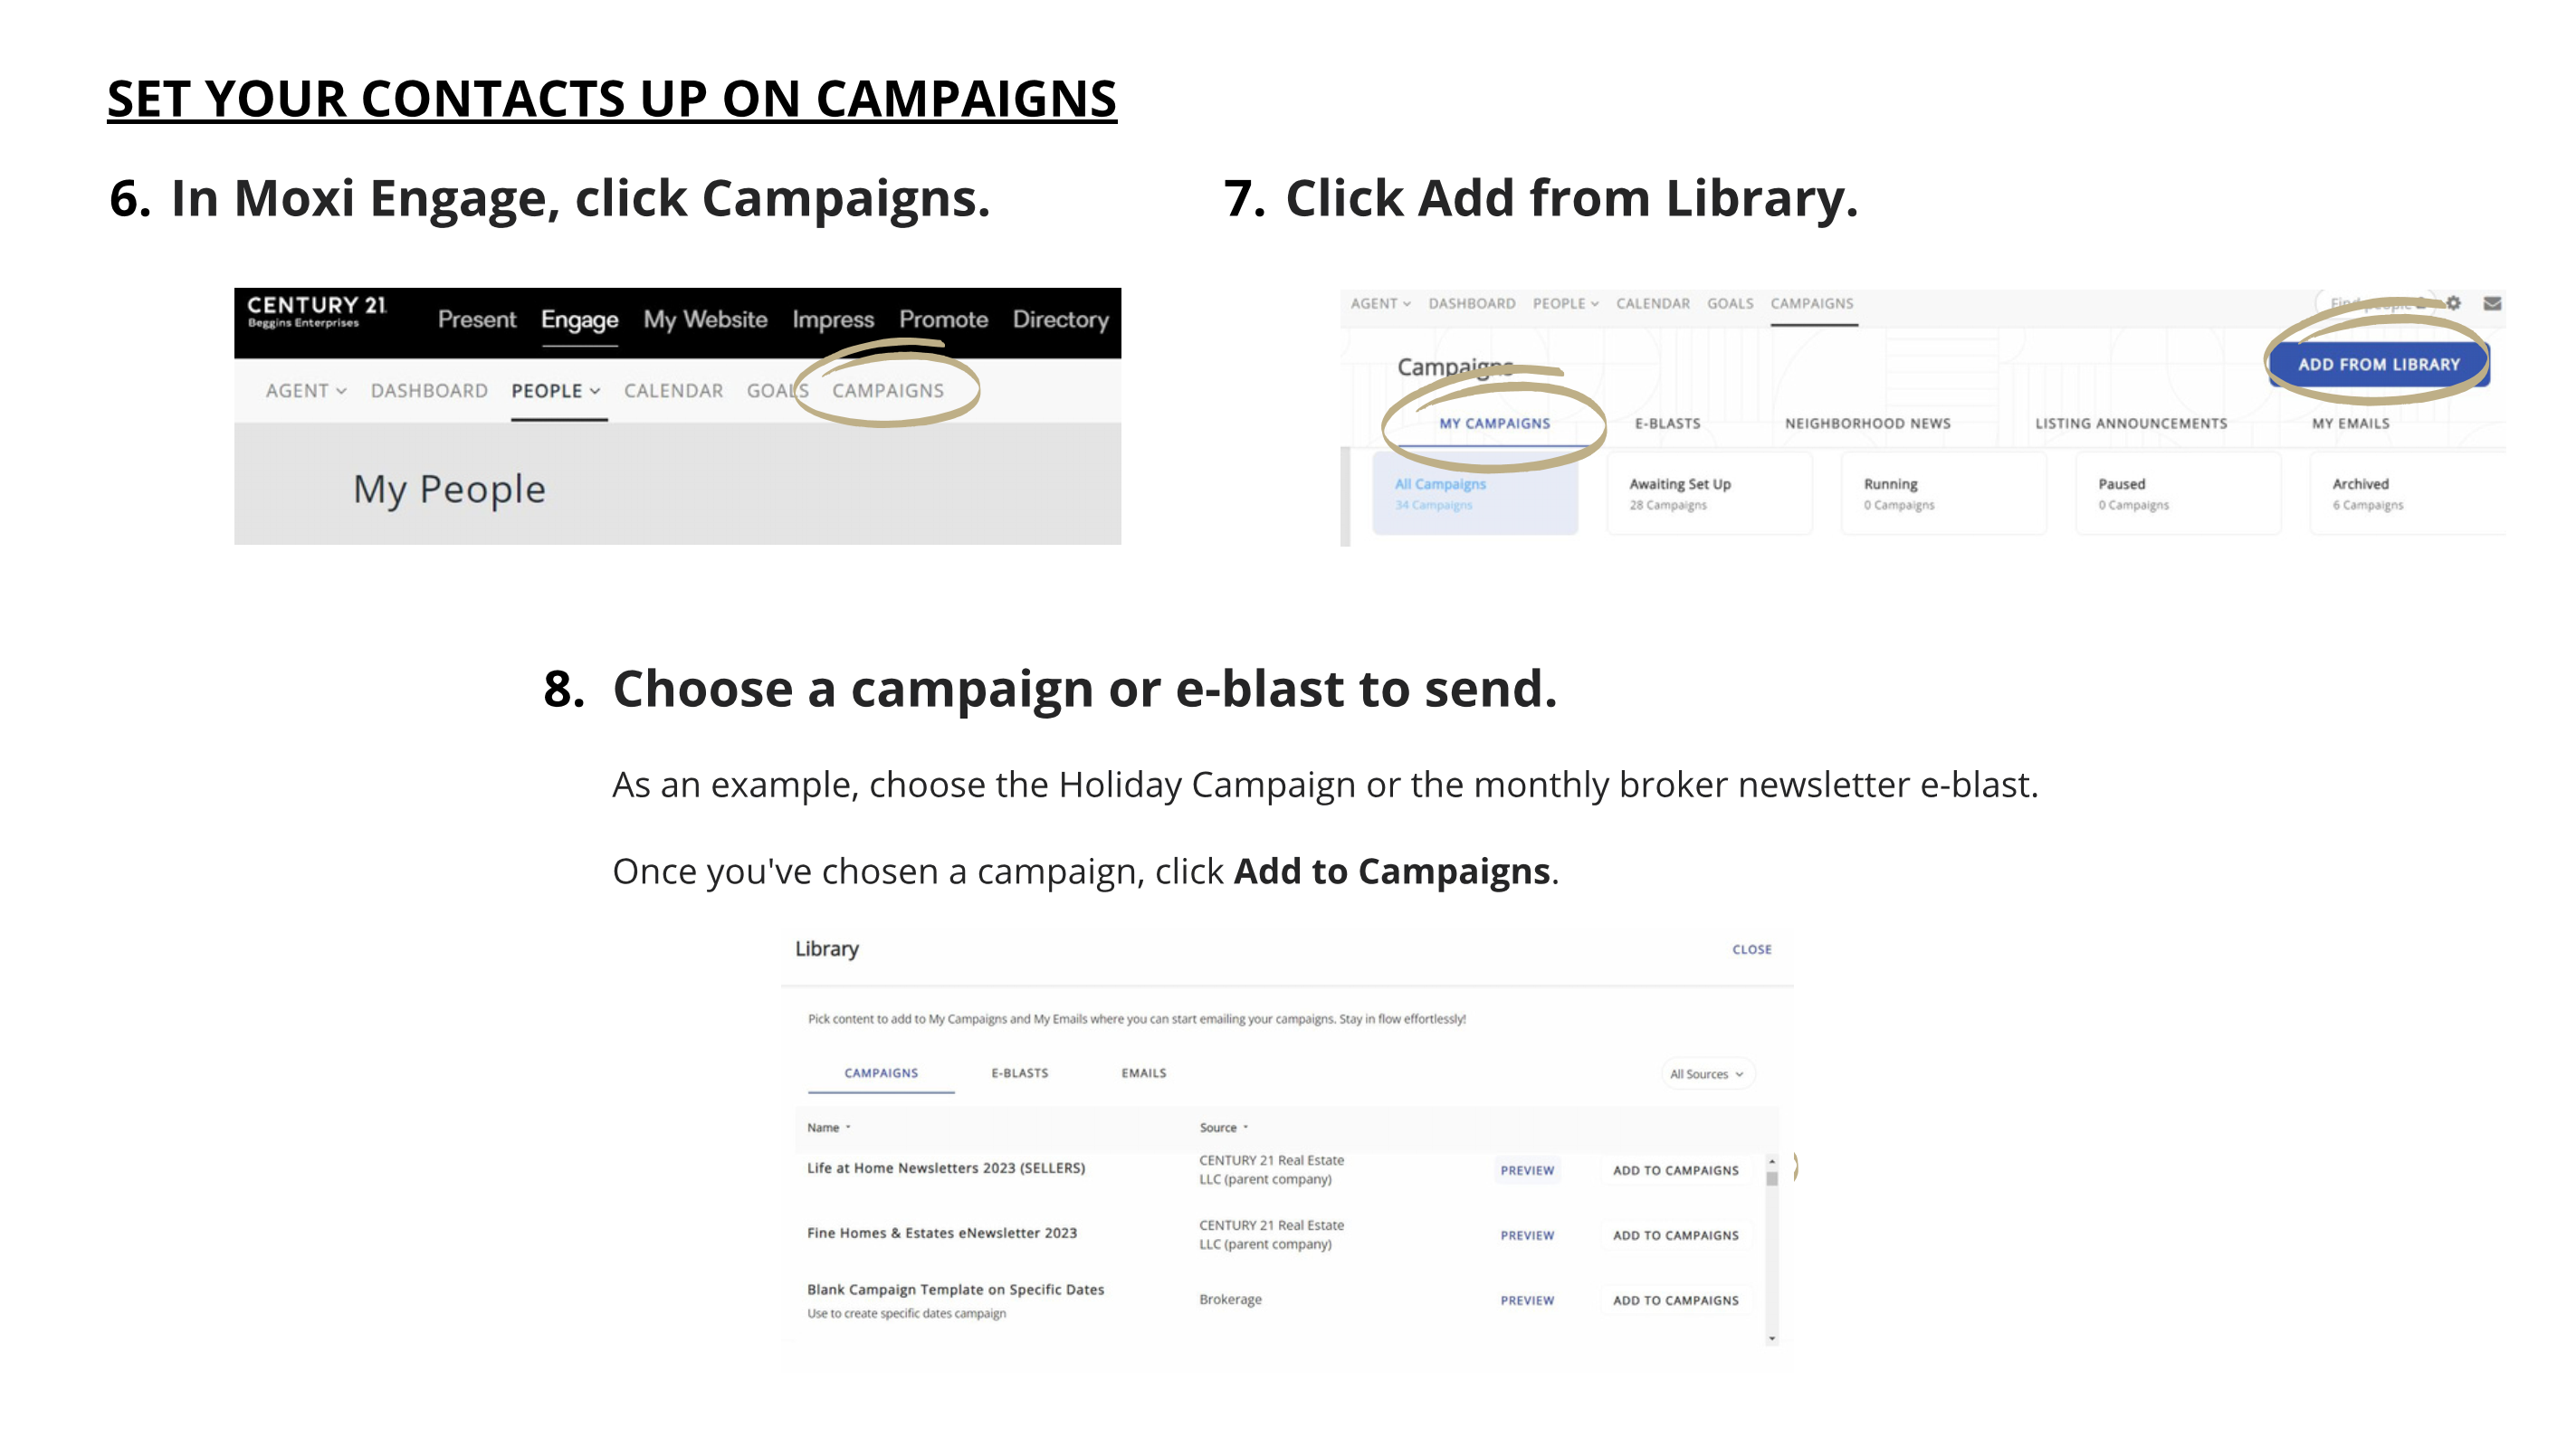 SET YOUR CONTACTS UP ON CAMPAIGNS
6. In Moxi Engage, click Campaigns.
CENTURY 21
Beggins Enterprises
Present Engage My Website Impress Promote Directory
AGENT DASHBOARD PEOPLE CALENDAR GOALS CAMPAIGNS
My People
7. Click Add from Library.
AGENT DASHBOARD PEOPLE CALENDAR GOALS CAMPAIGNS
Campaigns
ADD FROM LIBRARY
MY CAMPAIGNS E-BLASTS NEIGHBORHOOD NEWS LISTING ANNOUNCEMENTS MY EMAILS
All Campaigns Awaiting Set Up Running Paused Archived
34 Campaigns 28 Campaigns 0 Campaigns 0 Campaigns 6 Campaigns
8. Choose a campaign or e-blast to send.
As an example, choose the Holiday Campaign or the monthly broker newsletter e-blast.
Once you've chosen a campaign, click Add to Campaigns.
Library CLOSE
Pick content to add to My Campaigns and My Emails where you can start emailing your campaigns. Stay in flow effortlessly!
CAMPAIGNS E-BLASTS EMAILS All Sources
Name Source
Life at Home Newsletters 2023 (SELLERS) CENTURY 21 Real Estate
LLC (parent company) PREVIEW ADD TO CAMPAIGNS
Fine Homes & Estates eNewsletter 2023 CENTURY 21 Real Estate
LLC (parent company) PREVIEW ADD TO CAMPAIGNS
Blank Campaign Template on Specific Dates
Use to create specific dates campaign Brokerage PREVIEW ADD TO CAMPAIGNS